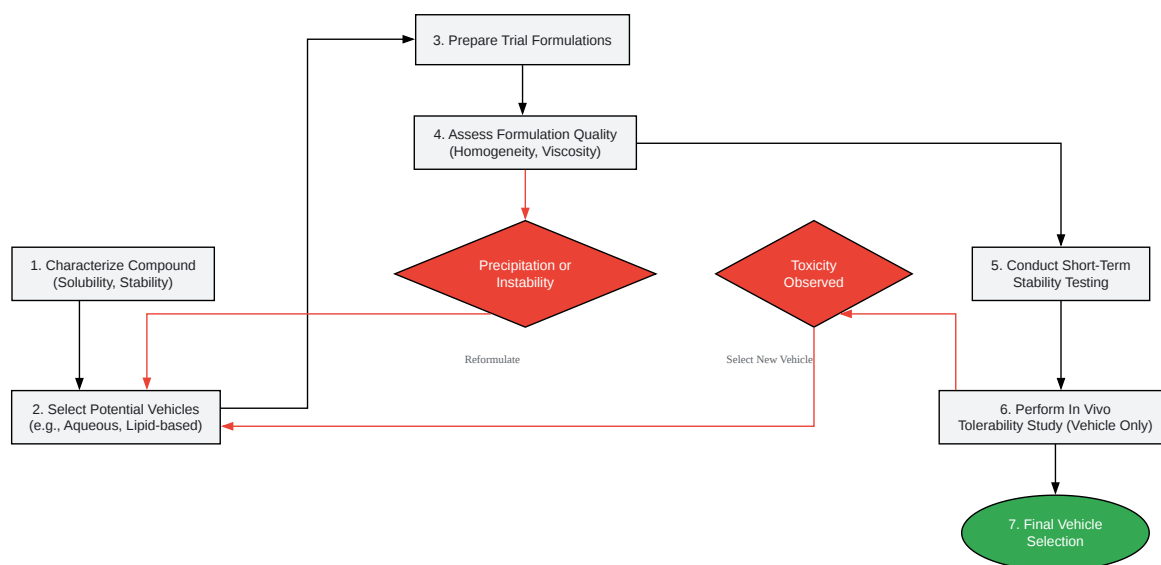 3. Prepare Trial Formulations
4. Assess Formulation Quality
(Homogeneity, Viscosity)
1. Characterize Compound
(Solubility, Stability)
Precipitation or
Instability
Toxicity
Observed
5. Conduct Short-Term
Stability Testing
Reformulate
Select New Vehicle
2. Select Potential Vehicles
(e.g., Aqueous, Lipid-based)
6. Perform In Vivo
Tolerability Study (Vehicle Only)
7. Final Vehicle
Selection